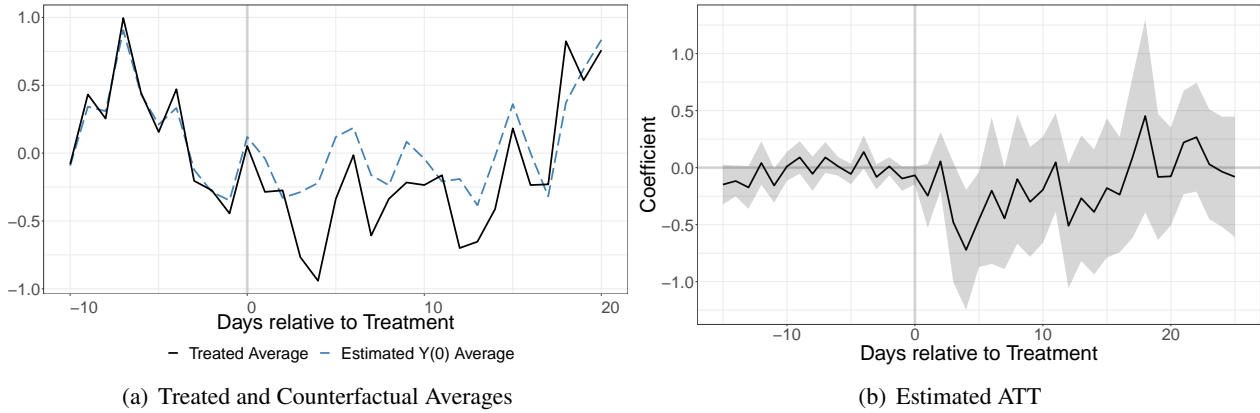 1.0
0.5
0.0
−0.5
−1.0
−10
0
10
20
Days relative to Treatment
Treated Average
Estimated Y(0) Average
(a) Treated and Counterfactual Averages
Coefficient
1.0
0.5
0.0
−0.5
−1.0
−10
0
10
20
Days relative to Treatment
(b) Estimated ATT